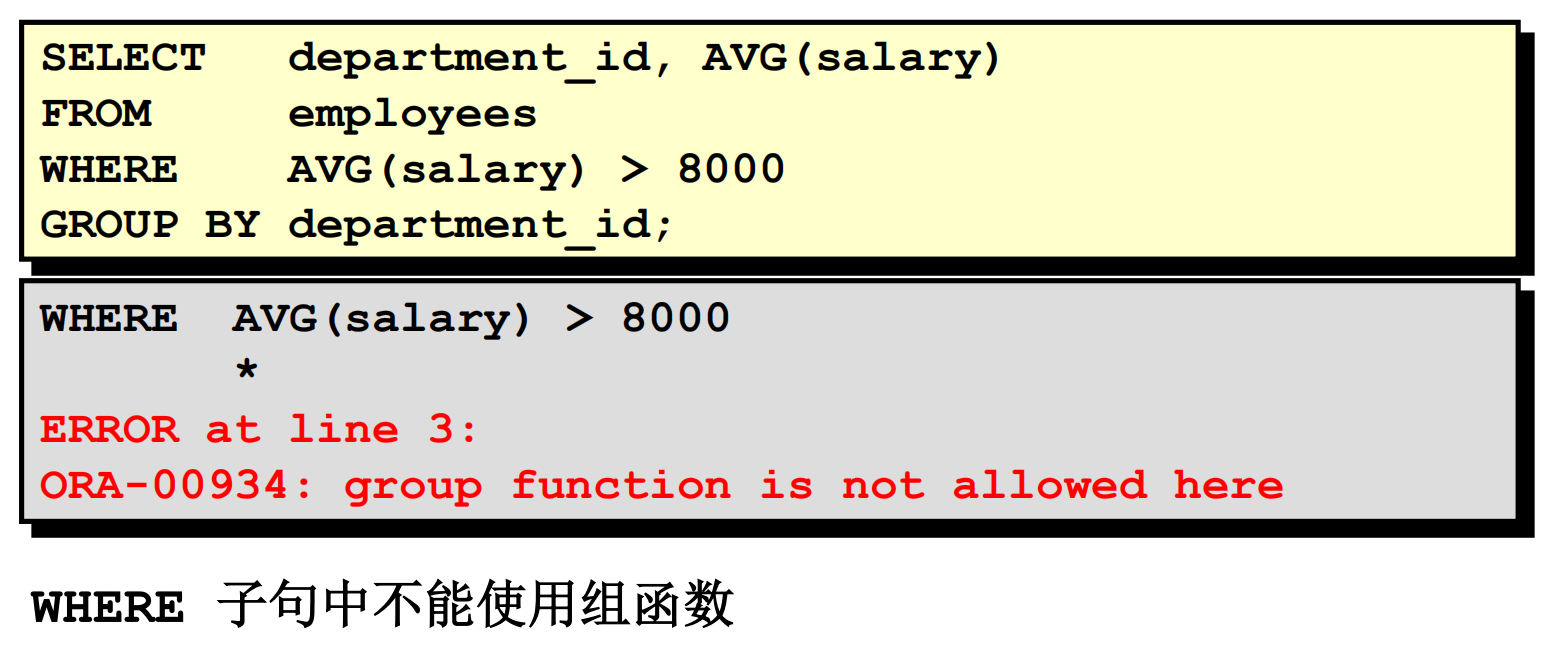 SELECT   department_id, AVG(salary)
FROM     employees
WHERE    AVG(salary) > 8000
GROUP BY department_id;
WHERE  AVG(salary) > 8000
       *
ERROR at line 3:
ORA-00934: group function is not allowed here
WHERE 子句中不能使用组函数